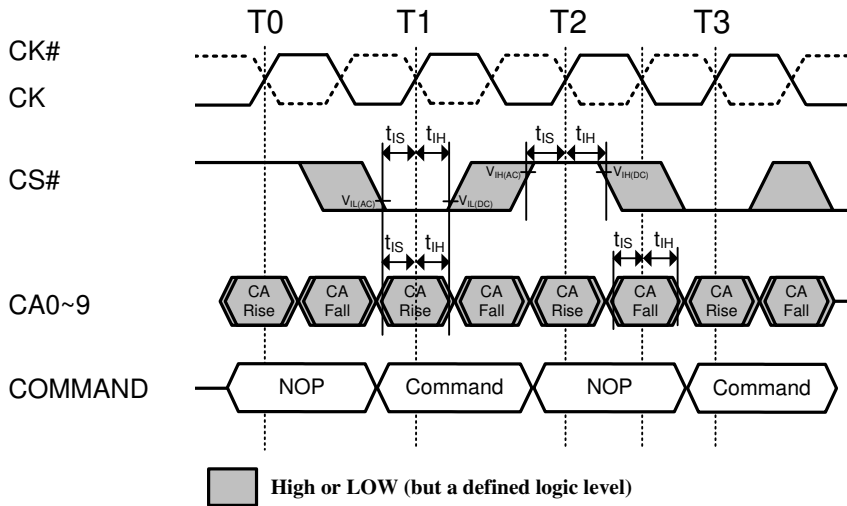 T0 T1 T2 T3
CK#
CK
tIS tIH tIS tIH
CS#
VIL(AC) VIL(DC) VIH(AC) VIH(DC)
tIS tIH tIS tIH
CA0~9
CA Rise CA Fall CA Rise CA Fall CA Rise CA Fall CA Rise CA Fall
COMMAND NOP Command NOP Command
High or LOW (but a defined logic level)